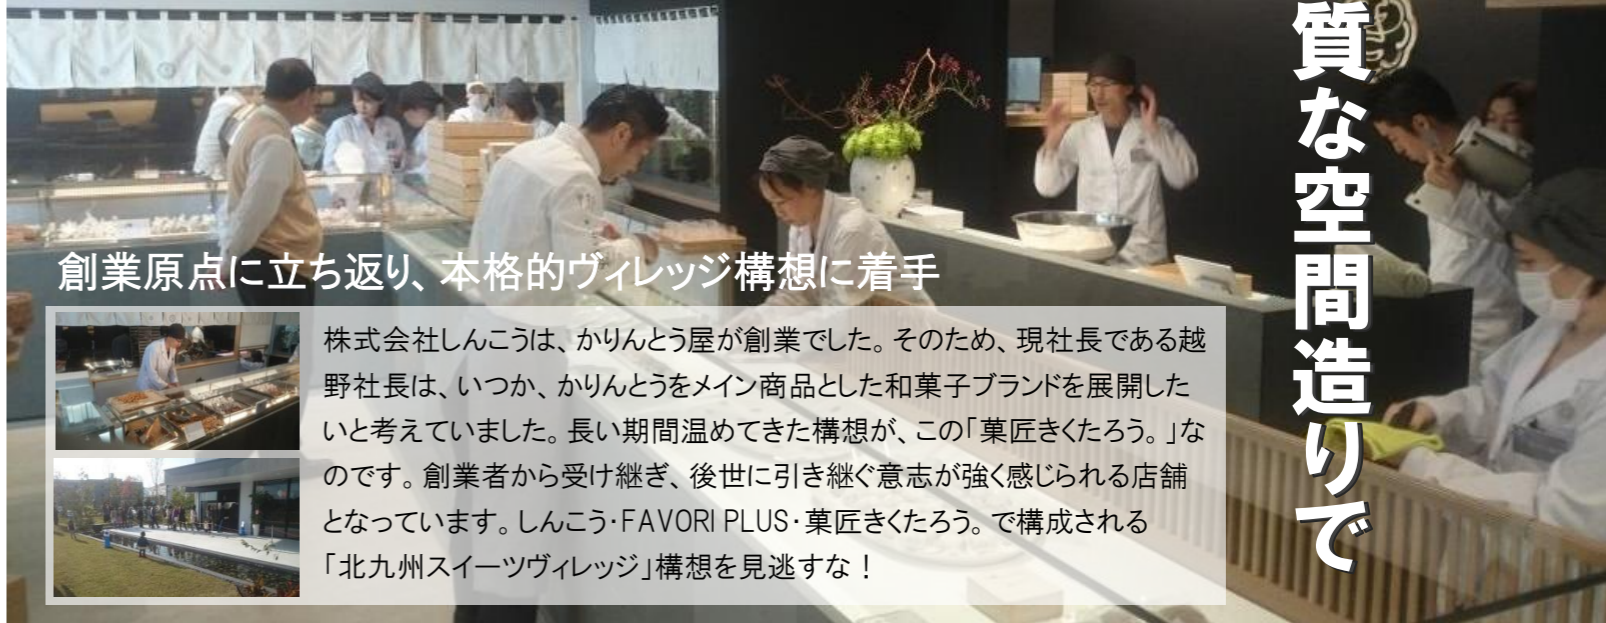 質な空間造りで
創業原点に立ち返り、本格的ヴィレッジ構想に着手
株式会社しんこうは、かりんとう屋が創業でした。そのため、現社長である越
野社長は、いつか、かりんとうをメイン商品とした和菓子ブランドを展開した
いと考えていました。長い期間温めてきた構想が、この「菓匠きくたろう。」な
のです。創業者から受け継ぎ、後世に引き継ぐ意志が強く感じられる店舗
となっています。しんこう・FAVORI PLUS・菓匠きくたろう。で構成される
「北九州スイーツヴィレッジ」構想を見逃すな！